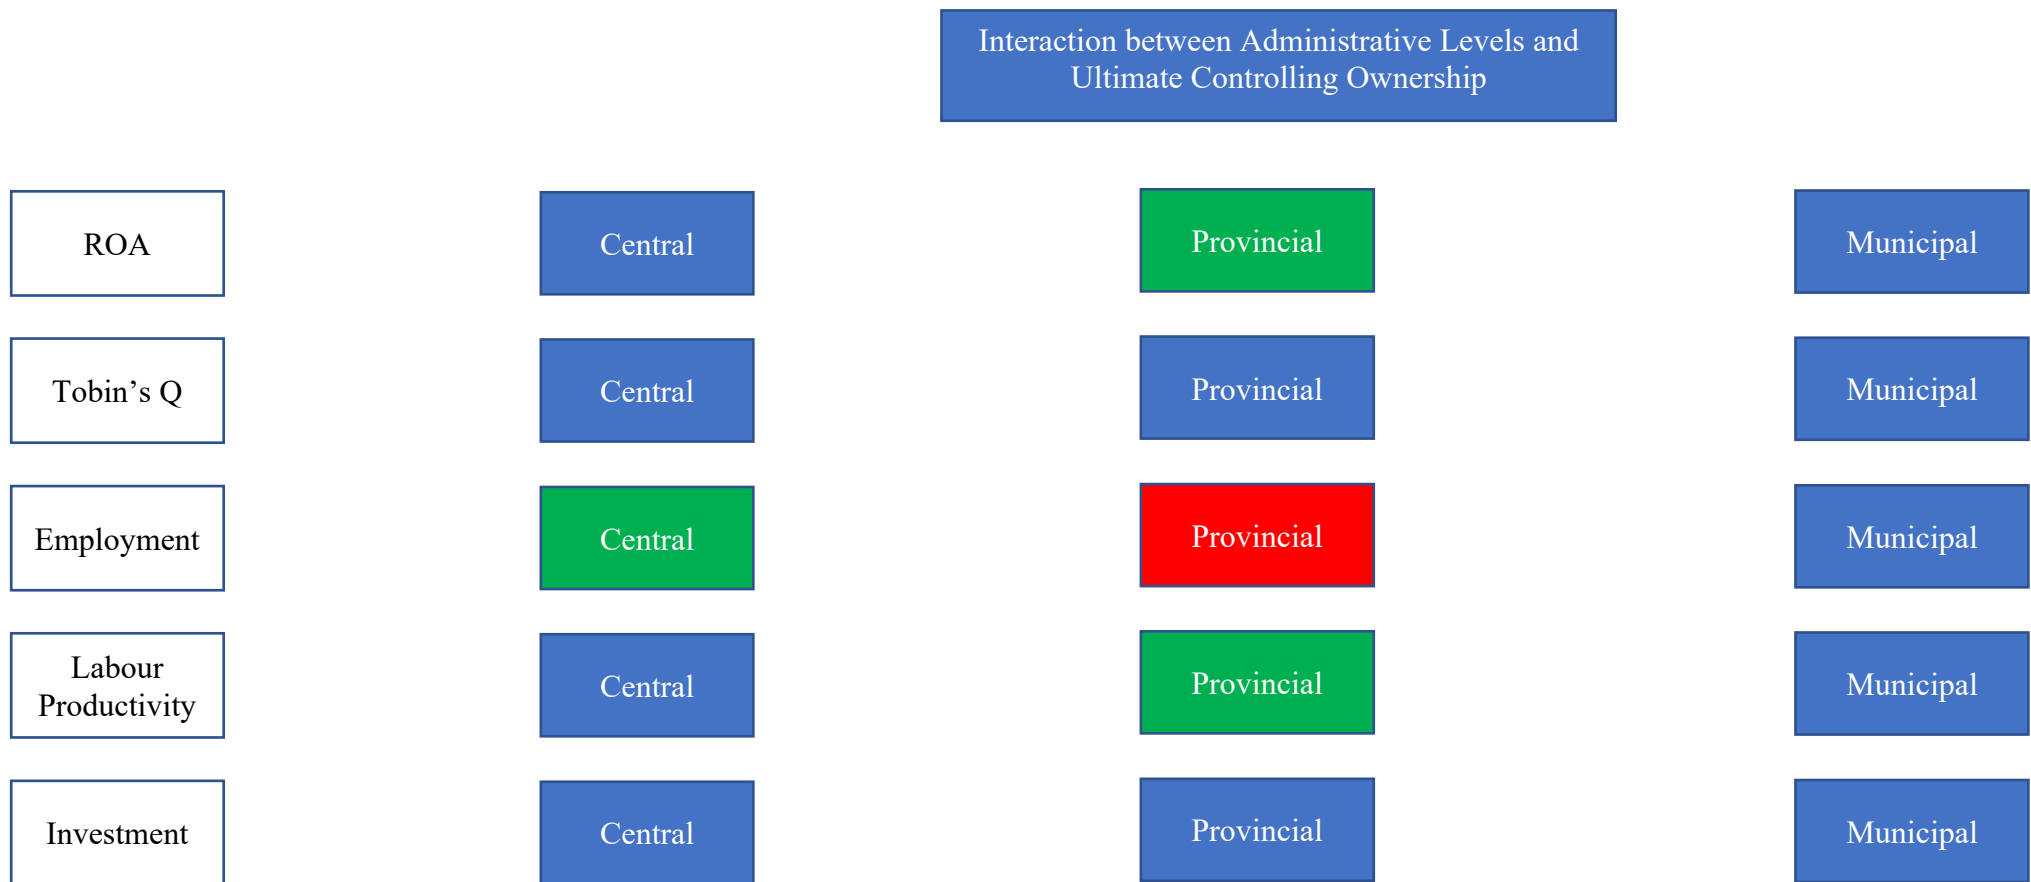 Interaction between Administrative Levels and
Ultimate Controlling Ownership
ROA
Central
Provincial
Municipal
Tobin’s Q
Central
Provincial
Municipal
Employment
Central
Provincial
Municipal
Labour
Productivity
Central
Provincial
Municipal
Investment
Central
Provincial
Municipal